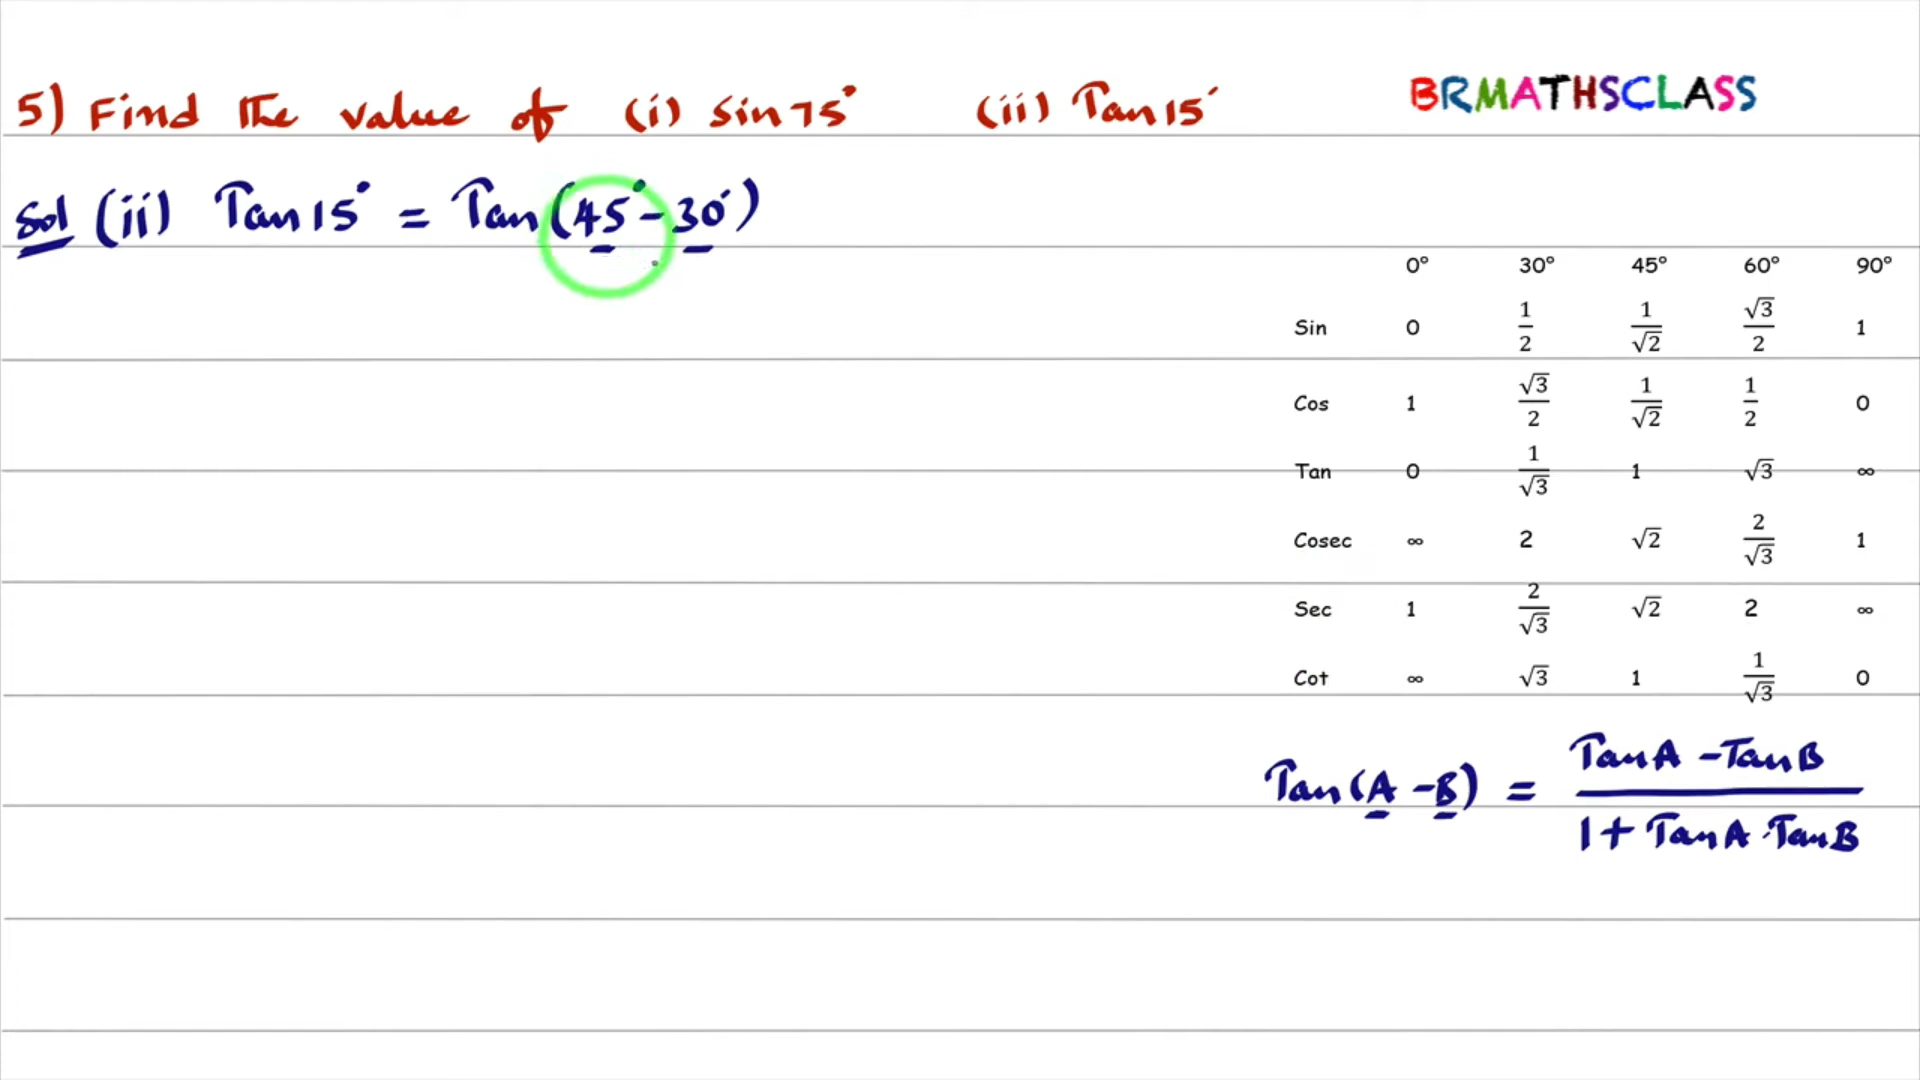 5) Find the value of (i) Sin75° (ii) Tan15°
BRMATHSCLASS
Sol (ii) Tan15° = Tan(45°-30°)
0° 30° 45° 60° 90°
Sin 0 1/2 1/√2 √3/2 1
Cos 1 √3/2 1/√2 1/2 0
Tan 0 1/√3 1 √3 ∞
Cosec ∞ 2 √2 2/√3 1
Sec 1 2/√3 √2 2 ∞
Cot ∞ √3 1 1/√3 0
Tan(A-B) = TanA-TanB / 1+TanA·TanB